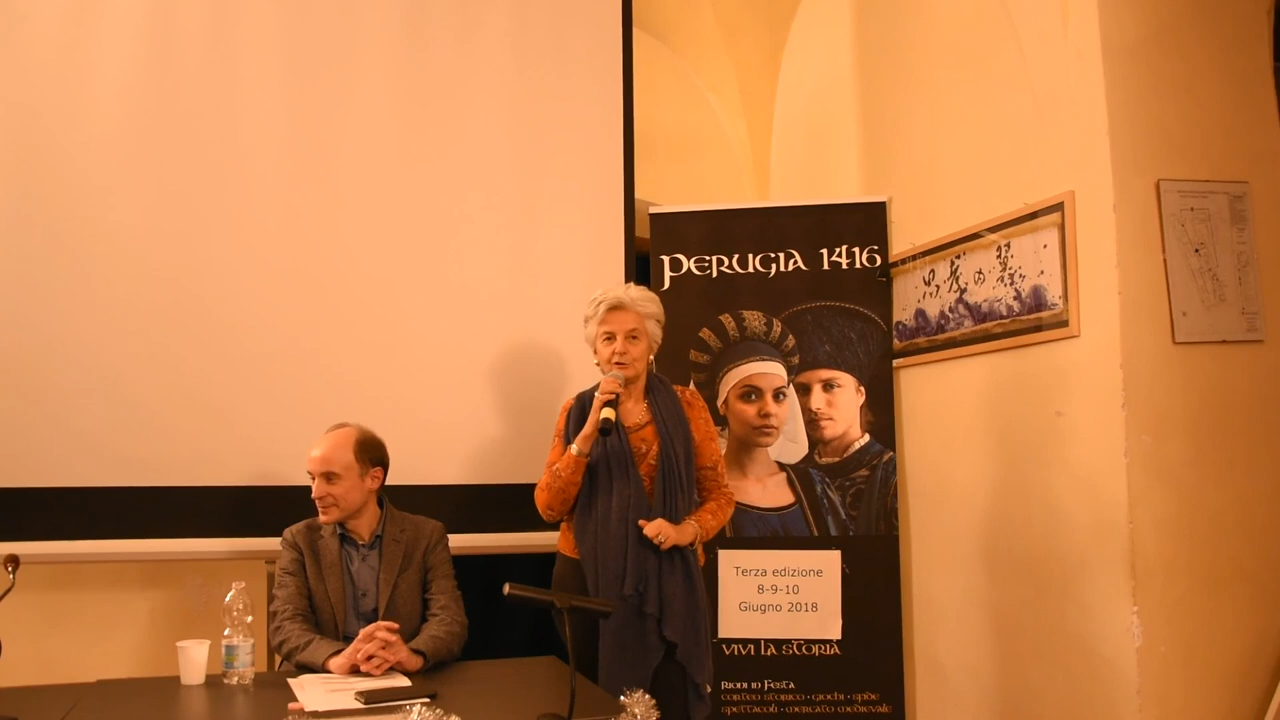 PERUGIA 1416
Terza edizione
8-9-10
Giugno 2018
VIVI LA STORIA
RIONI IN FESTA
CORTEO STORICO • GIOCHI • SFIDE
SPETTACOLI • MERCATO MEDIEVALE